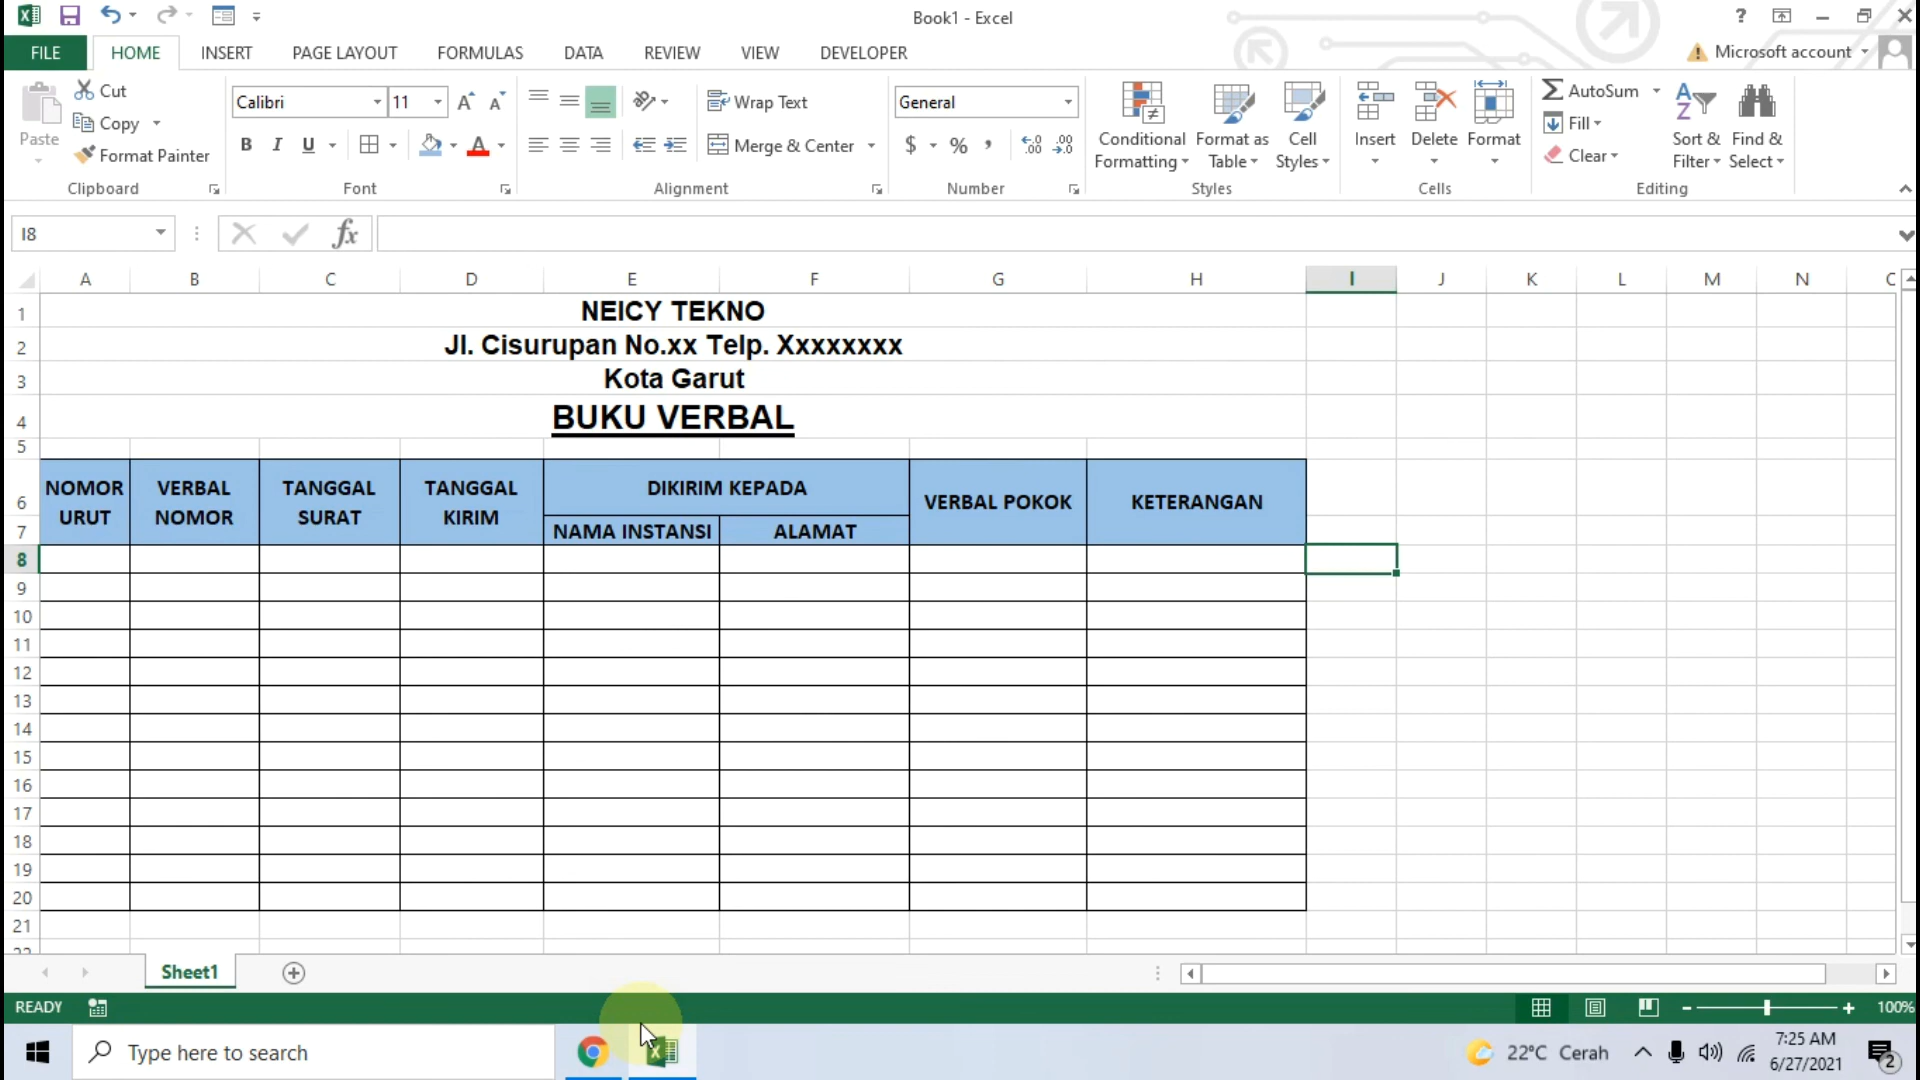 Book1 - Excel
?
FILE HOME INSERT PAGE LAYOUT FORMULAS DATA REVIEW VIEW DEVELOPER Microsoft account
Paste
Cut
Copy
Format Painter
Clipboard
Calibri 11
B I U
Font
Wrap Text
Merge & Center
Alignment
General
$ % ,
Number
Conditional Formatting
Format as Table
Cell Styles
Styles
Insert
Delete
Format
Cells
AutoSum
Fill
Clear
Sort & Filter
Find & Select
Editing
I8 fx
A B C D E F G H I J K L M N
1 NEICY TEKNO
2 Jl. Cisurupan No.xx Telp. Xxxxxxxx
3 Kota Garut
4 BUKU VERBAL
5
6 NOMOR URUT VERBAL NOMOR TANGGAL SURAT TANGGAL KIRIM DIKIRIM KEPADA VERBAL POKOK KETERANGAN
7 NAMA INSTANSI ALAMAT
8
9
10
11
12
13
14
15
16
17
18
19
20
21
Sheet1
READY 100%
Type here to search
22°C Cerah
7:25 AM
6/27/2021
2